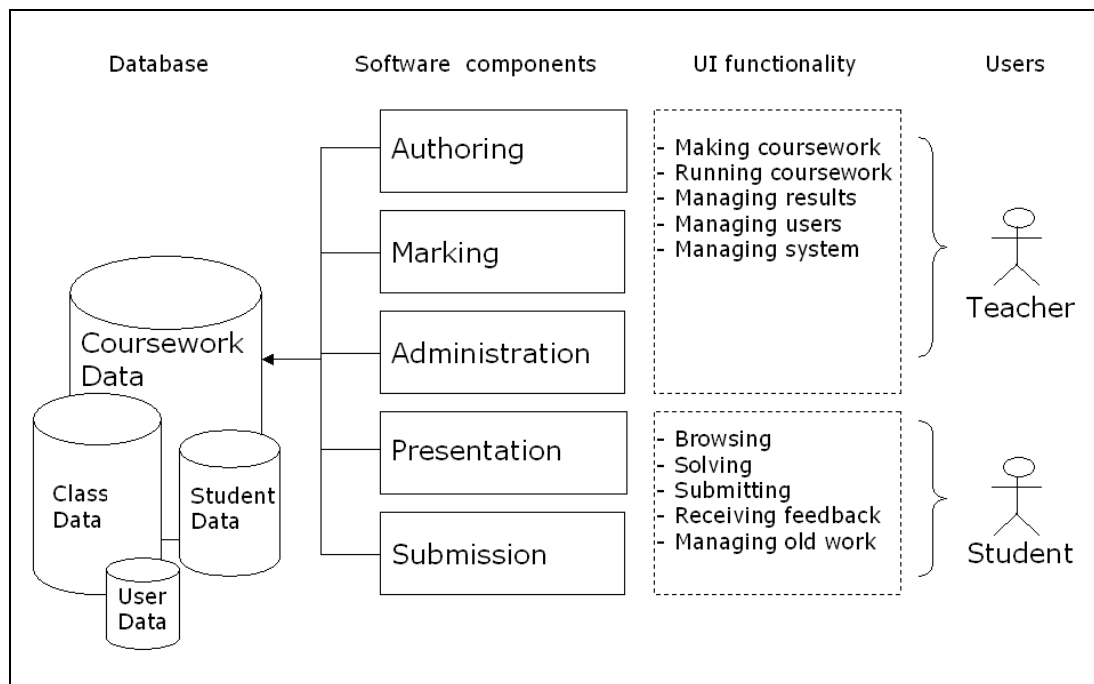 Database
Software components
UI functionality
Users
Authoring
Marking
Administration
Presentation
Submission
Coursework
Data
Class
Data
Student
Data
User
Data
- Making coursework
- Running coursework
- Managing results
- Managing users
- Managing system
- Browsing
- Solving
- Submitting
- Receiving feedback
- Managing old work
Teacher
Student